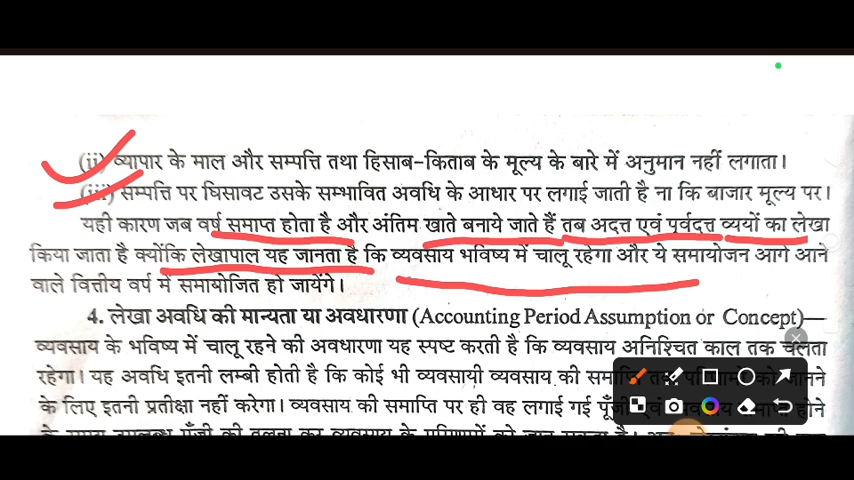 (ii) व्यापार के माल और सम्पत्ति तथा हिसाब-किताब के मूल्य के बारे में अनुमान नहीं लगाता।
(iii) सम्पत्ति पर घिसावट उसके सम्भावित अवधि के आधार पर लगाई जाती है ना कि बाजार मूल्य पर।
यही कारण जब वर्ष समाप्त होता है और अंतिम खाते बनाये जाते हैं तब अदत्त एवं पूर्वदत्त व्ययों का लेखा
किया जाता है क्योंकि लेखापाल यह जानता है कि व्यवसाय भविष्य में चालू रहेगा और ये समायोजन आगे आने
वाले वित्तीय वर्ष में समायोजित हो जायेंगे।
4. लेखा अवधि की मान्यता या अवधारणा (Accounting Period Assumption or Concept)—
व्यवसाय के भविष्य में चालू रहने की अवधारणा यह स्पष्ट करती है कि व्यवसाय अनिश्चित काल तक चलता
रहेगा। यह अवधि इतनी लम्बी होती है कि कोई भी व्यवसायी व्यवसाय की को जानने
के लिए इतनी प्रतीक्षा नहीं करेगा। व्यवसाय की समाप्ति पर ही वह लगाई गई होने